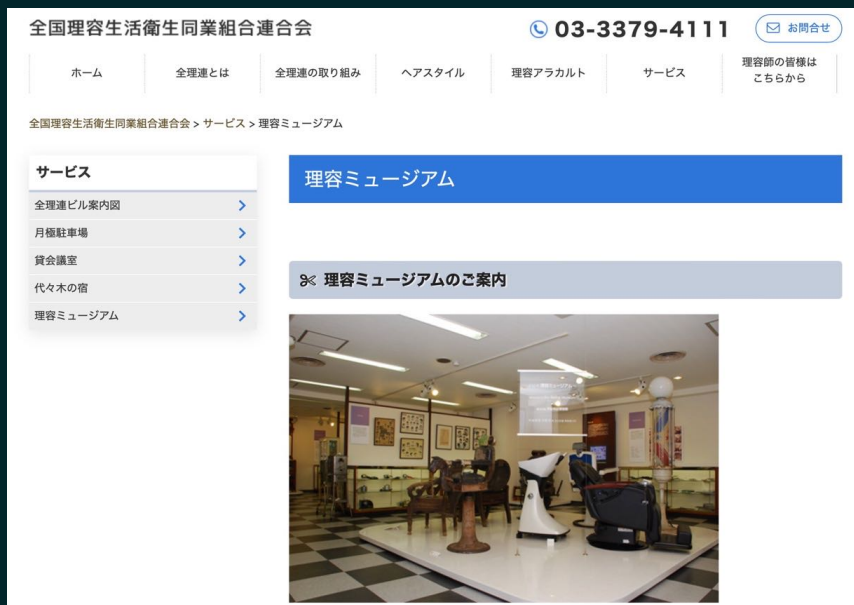 全国理容生活衛生同業組合連合会
03-3379-4111
お問合せ
ホーム
全理連とは
全理連の取り組み
ヘアスタイル
理容アラカルト
サービス
理容師の皆様は
こちらから
全国理容生活衛生同業組合連合会 > サービス > 理容ミュージアム
サービス
全理連ビル案内図
月極駐車場
貸会議室
代々木の宿
理容ミュージアム
理容ミュージアム
理容ミュージアムのご案内